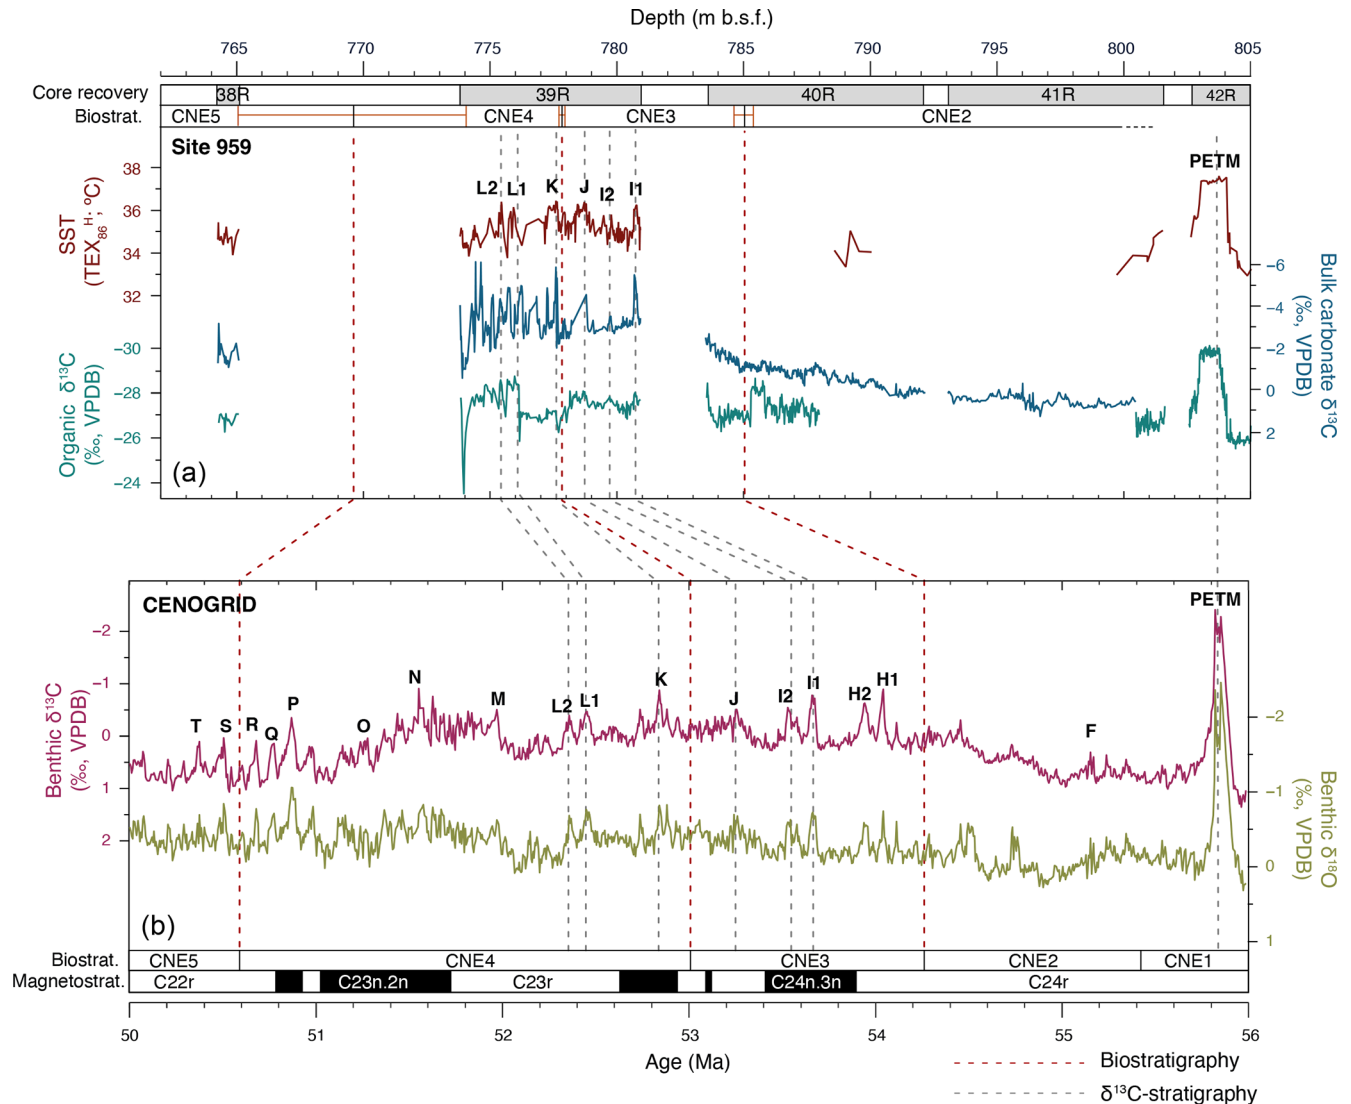 Depth (m b.s.f.)
765 770 775 780 785 790 795 800 805
Core recovery 38R 39R 40R 41R 42R
Biostrat. CNE5 CNE4 CNE3 CNE2
Site 959
PETM
L2 L1 K J I2 I1
38
36
34
32
SST
(TEX₈₆ᴴ; ºC)
−30
−28
−26
−24
Organic δ¹³C
(‰, VPDB)
−6
−4
−2
0
2
Bulk carbonate δ¹³C
(‰, VPDB)
(a)
CENOGRID
PETM
−2
−1
0
1
2
Benthic δ¹³C
(‰, VPDB)
T S R Q P O N M L2 L1 K J I2 I1 H2 H1 F
−2
−1
0
1
Benthic δ¹⁸O
(‰, VPDB)
(b)
Biostrat. CNE5 CNE4 CNE3 CNE2 CNE1
Magnetostrat. C22r C23n.2n C23r C24n.3n C24r
50 51 52 53 54 55 56
Age (Ma)
Biostratigraphy
δ¹³C-stratigraphy